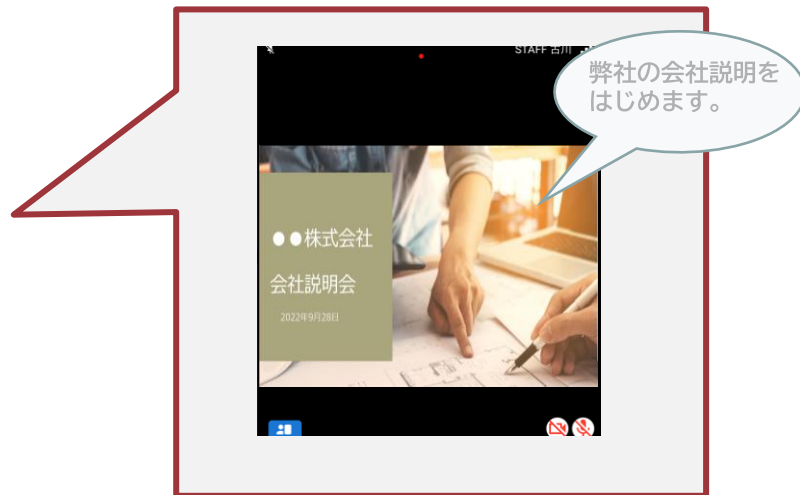 STAFF 古川
弊社の会社説明を
はじめます。
●●株式会社
会社説明会
2022年9月28日